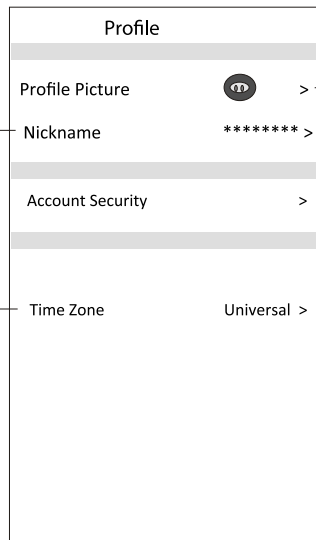 Profile
Profile Picture >
Nickname ******** >
Account Security >
Time Zone Universal >